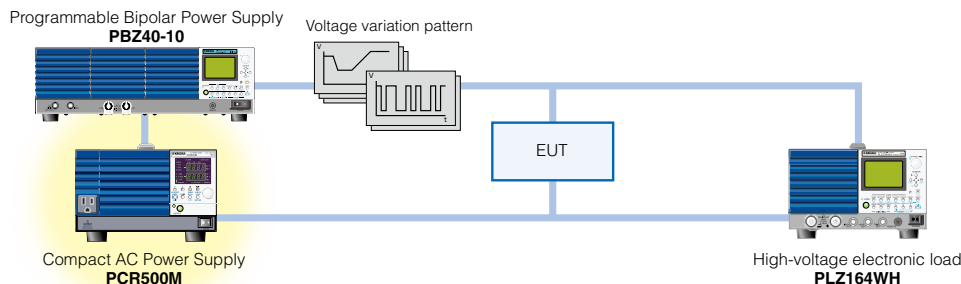 Programmable Bipolar Power Supply
PBZ40-10
Voltage variation pattern
V
V
t
EUT
Compact AC Power Supply
PCR500M
High-voltage electronic load
PLZ164WH